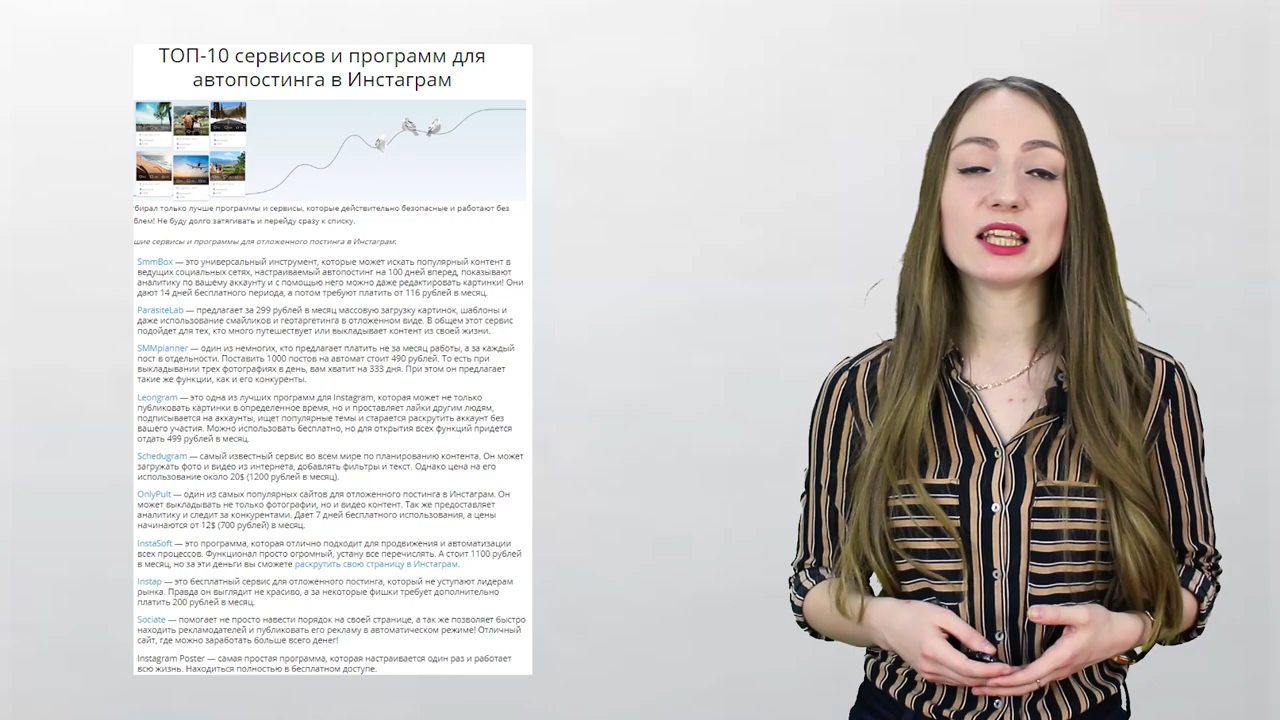 ТОП-10 сервисов и программ для
автопостинга в Инстаграм
бирал только лучше программы и сервисы, которые действительно безопасные и работают без
блем! Не буду долго затягивать и перейду сразу к списку.
шие сервисы и программы для отложенного постинга в Инстаграм:
SmmBox — это универсальный инструмент, которые может искать популярный контент в
ведущих социальных сетях, настраиваемый автопостинг на 100 дней вперед, показывают
аналитику по вашему аккаунту и с помощью него можно даже редактировать картинки! Они
дают 14 дней бесплатного периода, а потом требуют платить от 116 рублей в месяц.
ParasiteLab — предлагает за 299 рублей в месяц массовую загрузку картинок, шаблоны и
даже использование смайликов и геотаргетинга в отложенном виде. В общем этот сервис
подойдет для тех, кто много путешествует или выкладывает контент из своей жизни.
SMMplanner — один из немногих, кто предлагает платить не за месяц работы, а за каждый
пост в отдельности. Поставить 1000 постов на автомат стоит 490 рублей. То есть при
выкладывании трех фотографиях в день, вам хватит на 333 дня. При этом он предлагает
такие же функции, как и его конкуренты.
Leongram — это одна из лучших программ для Instagram, которая может не только
публиковать картинки в определенное время, но и проставляет лайки другим людям,
подписывается на аккаунты, ищет популярные темы и старается раскрутить аккаунт без
вашего участия. Можно использовать бесплатно, но для открытия всех функций придется
отдать 499 рублей в месяц.
Schedugram — самый известный сервис во всем мире по планированию контента. Он может
загружать фото и видео из интернета, добавлять фильтры и текст. Однако цена на его
использование около 20$ (1200 рублей в месяц).
OnlyPult — один из самых популярных сайтов для отложенного постинга в Инстаграм. Он
может выкладывать не только фотографии, но и видео контент. Так же предоставляет
аналитику и следит за конкурентами. Дает 7 дней бесплатного использования, а цены
начинаются от 12$ (700 рублей) в месяц.
InstaSoft — это программа, которая отлично подходит для продвижения и автоматизации
всех процессов. Функционал просто огромный, устану все перечислять. А стоит 1100 рублей
в месяц, но за эти деньги вы сможете раскрутить свою страницу в Инстаграм.
Instap — это бесплатный сервис для отложенного постинга, который не уступают лидерам
рынка. Правда он выглядит не красиво, а за некоторые фишки требует дополнительно
платить 200 рублей в месяц.
Sociate — помогает не просто навести порядок на своей странице, а так же позволяет быстро
находить рекламодателей и публиковать его рекламу в автоматическом режиме! Отличный
сайт, где можно заработать больше всего денег!
Instagram Poster — самая простая программа, которая настраивается один раз и работает
всю жизнь. Находиться полностью в бесплатном доступе.